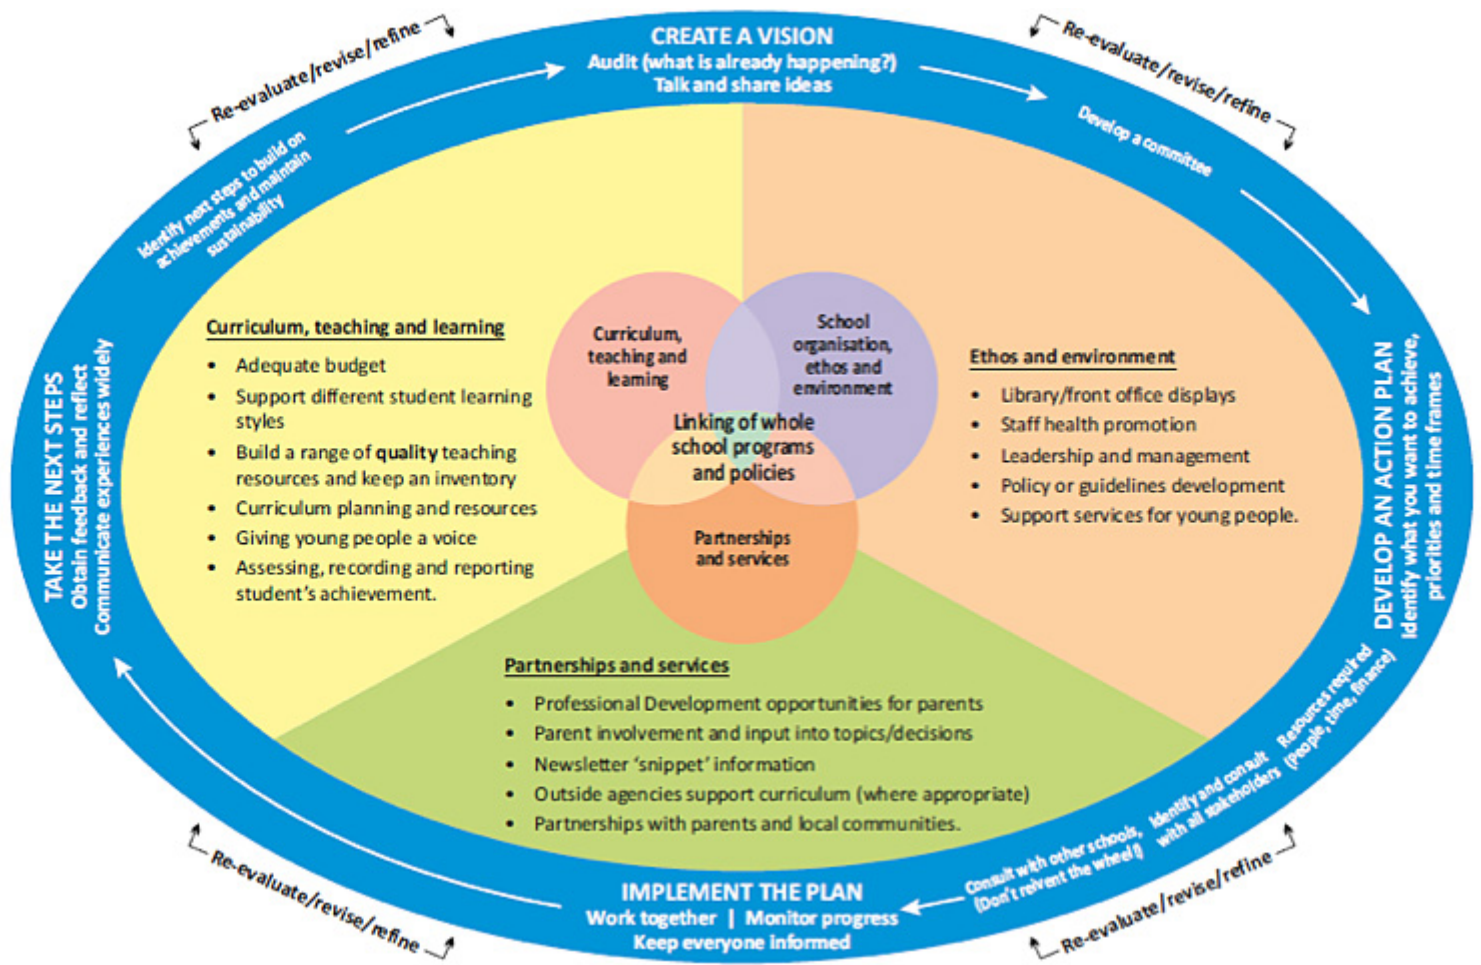 Re-evaluate/revise/refine
CREATE A VISION
Audit (what is already happening?)
Talk and share ideas
Re-evaluate/revise/refine
Develop a committee
Identify next steps to build on
achievements and maintain
sustainability
Curriculum, teaching and learning
• Adequate budget
• Support different student learning
styles
• Build a range of quality teaching
resources and keep an inventory
• Curriculum planning and resources
• Giving young people a voice
• Assessing, recording and reporting
student's achievement.
Curriculum,
teaching and
learning
School
organisation,
ethos and
environment
Linking of whole
school programs
and policies
Partnerships
and services
Ethos and environment
• Library/front office displays
• Staff health promotion
• Leadership and management
• Policy or guidelines development
• Support services for young people.
TAKE THE NEXT STEPS
Obtain feedback and reflect
Communicate experiences widely
DEVELOP AN ACTION PLAN
Identify what you want to achieve,
priorities and time frames
Partnerships and services
• Professional Development opportunities for parents
• Parent involvement and input into topics/decisions
• Newsletter 'snippet' information
• Outside agencies support curriculum (where appropriate)
• Partnerships with parents and local communities.
Resources required
(People, time, finance)
Identify and consult
with all stakeholders
Consult with other schools,
(Don't reivent the wheel!)
IMPLEMENT THE PLAN
Work together | Monitor progress
Keep everyone informed
Re-evaluate/revise/refine
Re-evaluate/revise/refine